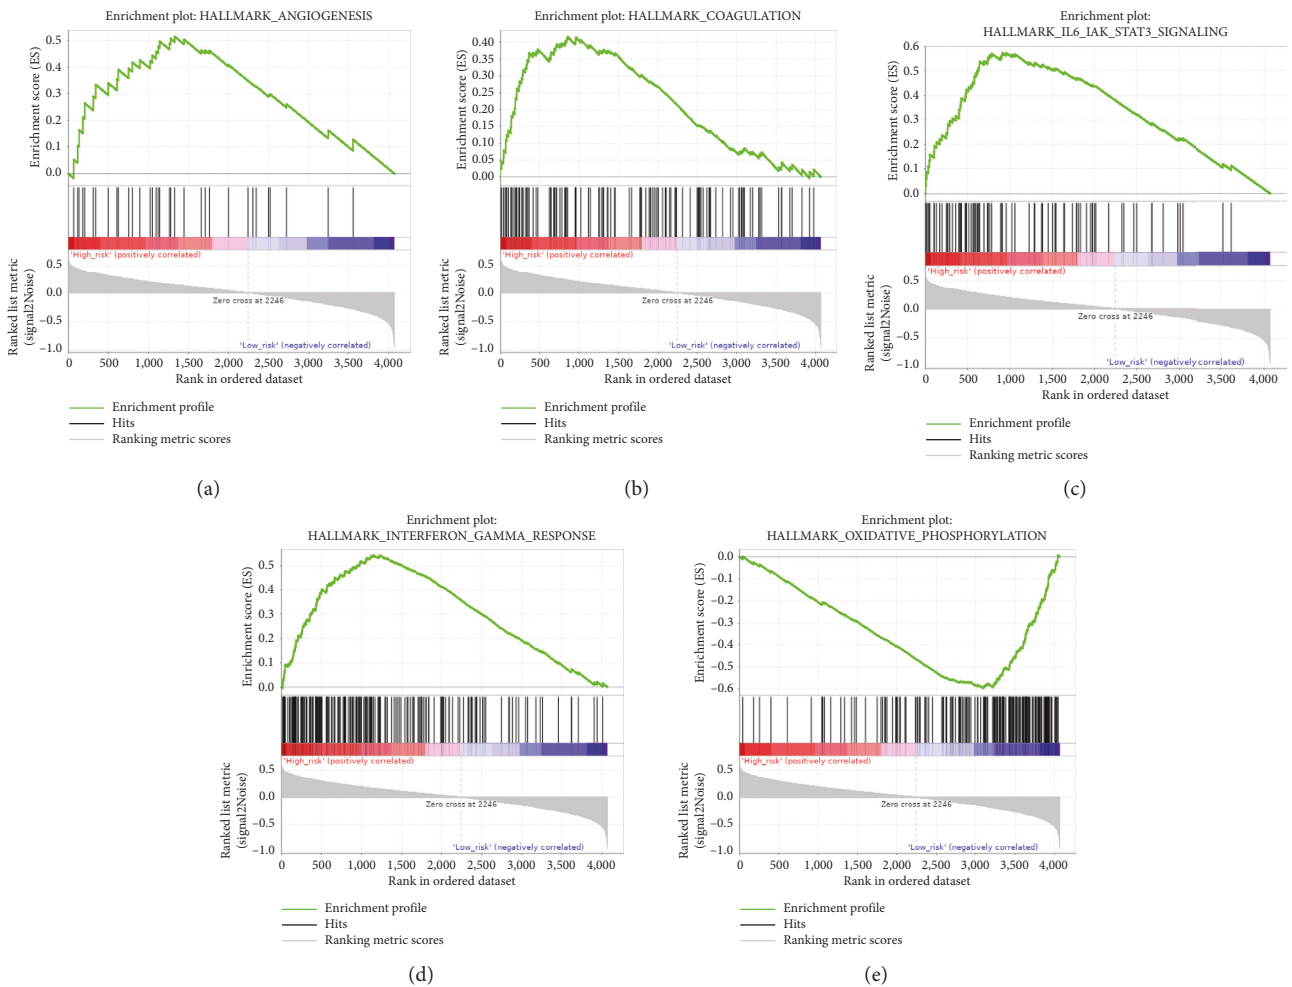 Enrichment plot: HALLMARK_ANGIOGENESIS
Enrichment score (ES)
0.5
0.4
0.3
0.2
0.1
0.0
'High_risk' (positively correlated)
Ranked list metric
(signal2Noise)
0.5
0.0
−0.5
−1.0
Zero cross at 2246
'Low_risk' (negatively correlated)
0 500 1,000 1,500 2,000 2,500 3,000 3,500 4,000
Rank in ordered dataset
Enrichment profile
Hits
Ranking metric scores
(a)
Enrichment plot: HALLMARK_COAGULATION
Enrichment score (ES)
0.40
0.35
0.30
0.25
0.20
0.15
0.10
0.05
0.00
'High_risk' (positively correlated)
Ranked list metric
(signal2Noise)
0.5
0.0
−0.5
−1.0
Zero cross at 2246
'Low_risk' (negatively correlated)
0 500 1,000 1,500 2,000 2,500 3,000 3,500 4,000
Rank in ordered dataset
Enrichment profile
Hits
Ranking metric scores
(b)
Enrichment plot:
HALLMARK_IL6_IAK_STAT3_SIGNALING
Enrichment score (ES)
0.6
0.5
0.4
0.3
0.2
0.1
0.0
'High_risk' (positively correlated)
Ranked list metric
(signal2Noise)
0.5
0.0
−0.5
−1.0
Zero cross at 2246
'Low_risk' (negatively correlated)
0 500 1,000 1,500 2,000 2,500 3,000 3,500 4,000
Rank in ordered dataset
Enrichment profile
Hits
Ranking metric scores
(c)
Enrichment plot:
HALLMARK_INTERFERON_GAMMA_RESPONSE
Enrichment score (ES)
0.5
0.4
0.3
0.2
0.1
0.0
'High_risk' (positively correlated)
Ranked list metric
(signal2Noise)
0.5
0.0
−0.5
−1.0
Zero cross at 2246
'Low_risk' (negatively correlated)
0 500 1,000 1,500 2,000 2,500 3,000 3,500 4,000
Rank in ordered dataset
Enrichment profile
Hits
Ranking metric scores
(d)
Enrichment plot:
HALLMARK_OXIDATIVE_PHOSPHORYLATION
Enrichment score (ES)
0.0
−0.1
−0.2
−0.3
−0.4
−0.5
−0.6
'High_risk' (positively correlated)
Ranked list metric
(signal2Noise)
0.5
0.0
−0.5
−1.0
Zero cross at 2246
'Low_risk' (negatively correlated)
0 500 1,000 1,500 2,000 2,500 3,000 3,500 4,000
Rank in ordered dataset
Enrichment profile
Hits
Ranking metric scores
(e)